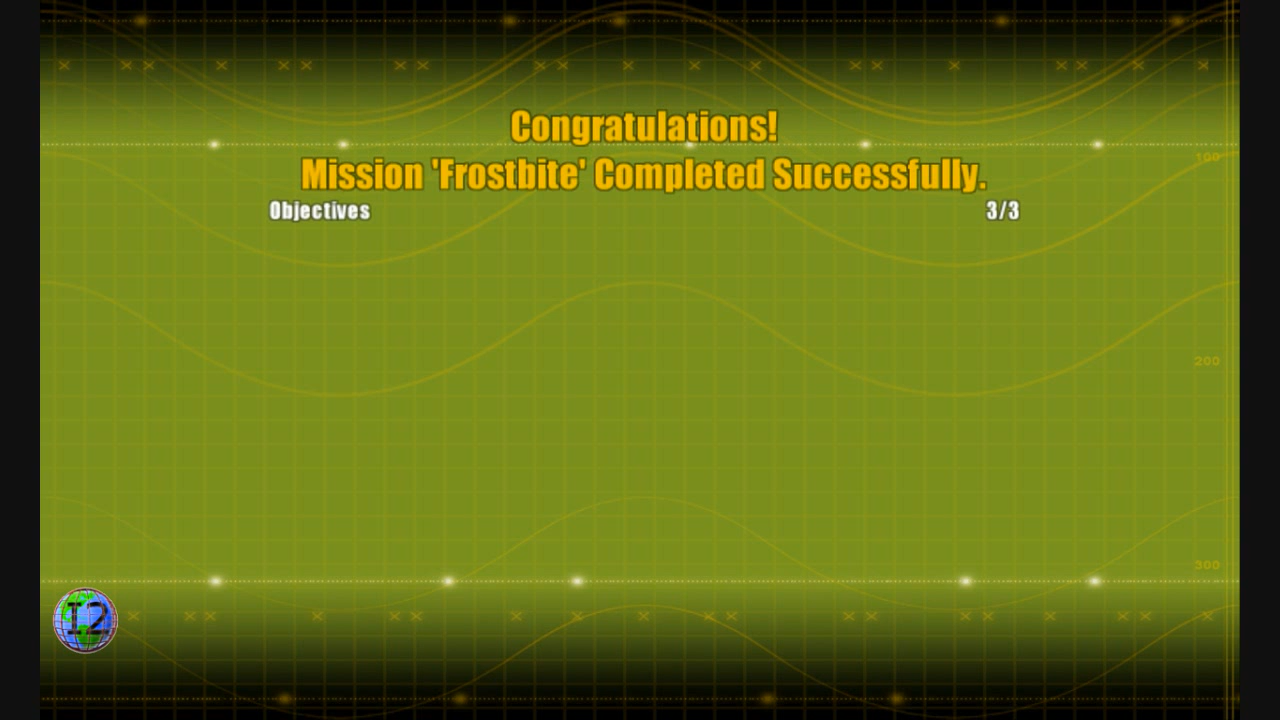 Congratulations!
Mission 'Frostbite' Completed Successfully.
Objectives 3/3
100
200
300
I2